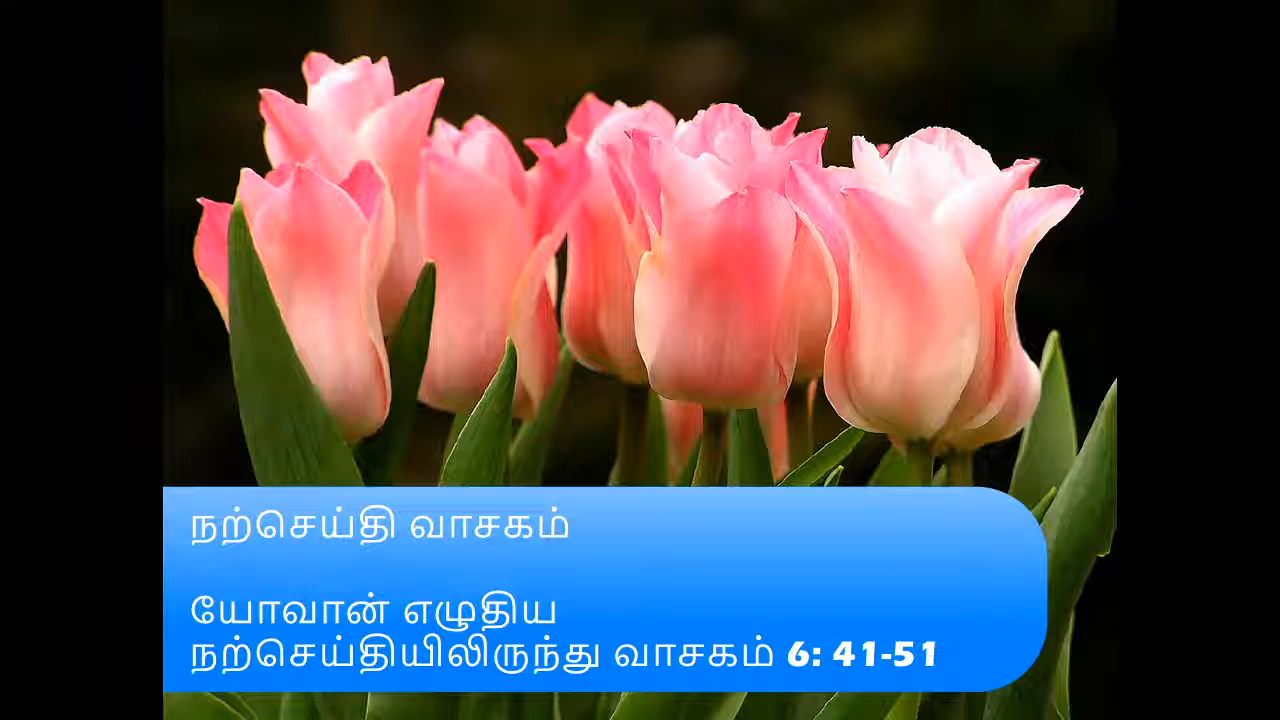 நற்செய்தி வாசகம்
யோவான் எழுதிய
நற்செய்தியிலிருந்து வாசகம் 6: 41-51